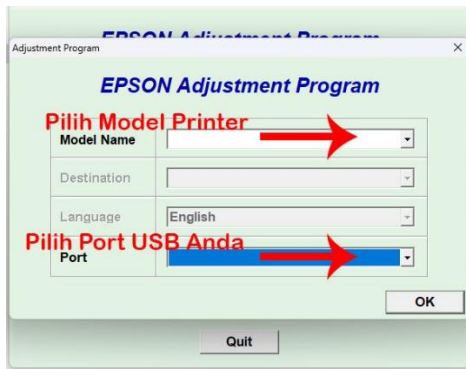 EPSON Adjustment Program
Adjustment Program
EPSON Adjustment Program
Pilih Model Printer
Model Name
Destination
Language English
Pilih Port USB Anda
Port
OK
Quit